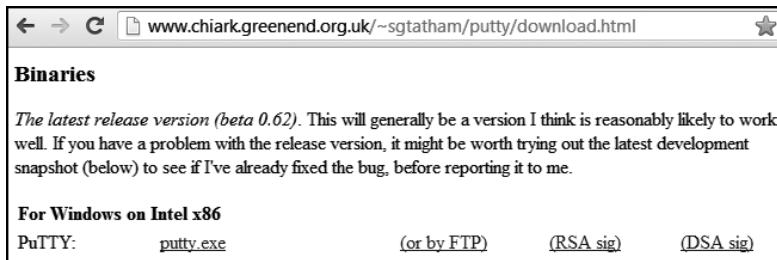 www.chiark.greenend.org.uk/~sgtatham/putty/download.html
Binaries
The latest release version (beta 0.62). This will generally be a version I think is reasonably likely to work
well. If you have a problem with the release version, it might be worth trying out the latest development
snapshot (below) to see if I've already fixed the bug, before reporting it to me.
For Windows on Intel x86
PuTTY: putty.exe (or by FTP) (RSA sig) (DSA sig)